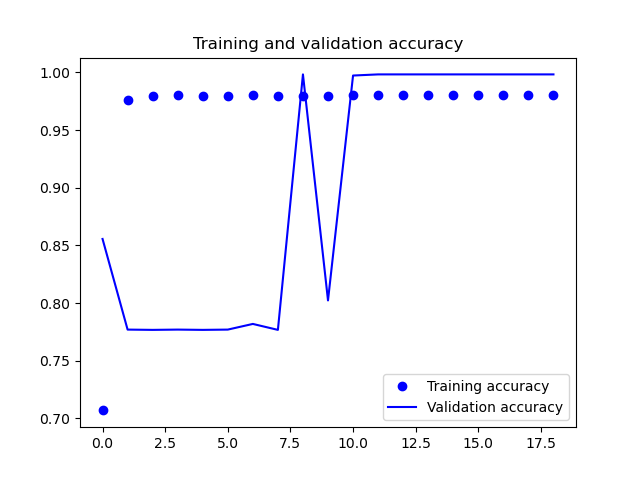 Training and validation accuracy
1.00
0.95
0.90
0.85
0.80
0.75
0.70
Training accuracy
Validation accuracy
0.0 2.5 5.0 7.5 10.0 12.5 15.0 17.5